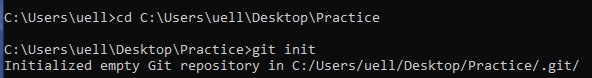 C:\Users\uell>cd C:\Users\uell\Desktop\Practice
C:\Users\uell\Desktop\Practice>git init
Initialized empty Git repository in C:/Users/uell/Desktop/Practice/.git/